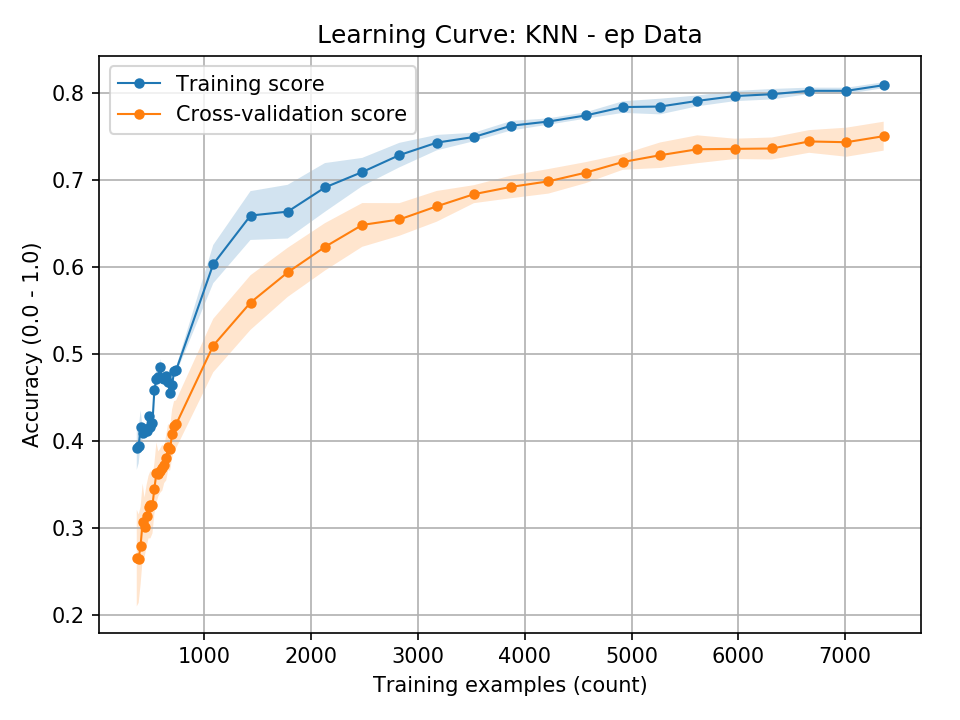 Learning Curve: KNN - ep Data
Training score
Cross-validation score
Accuracy (0.0 - 1.0)
0.8
0.7
0.6
0.5
0.4
0.3
0.2
1000 2000 3000 4000 5000 6000 7000
Training examples (count)